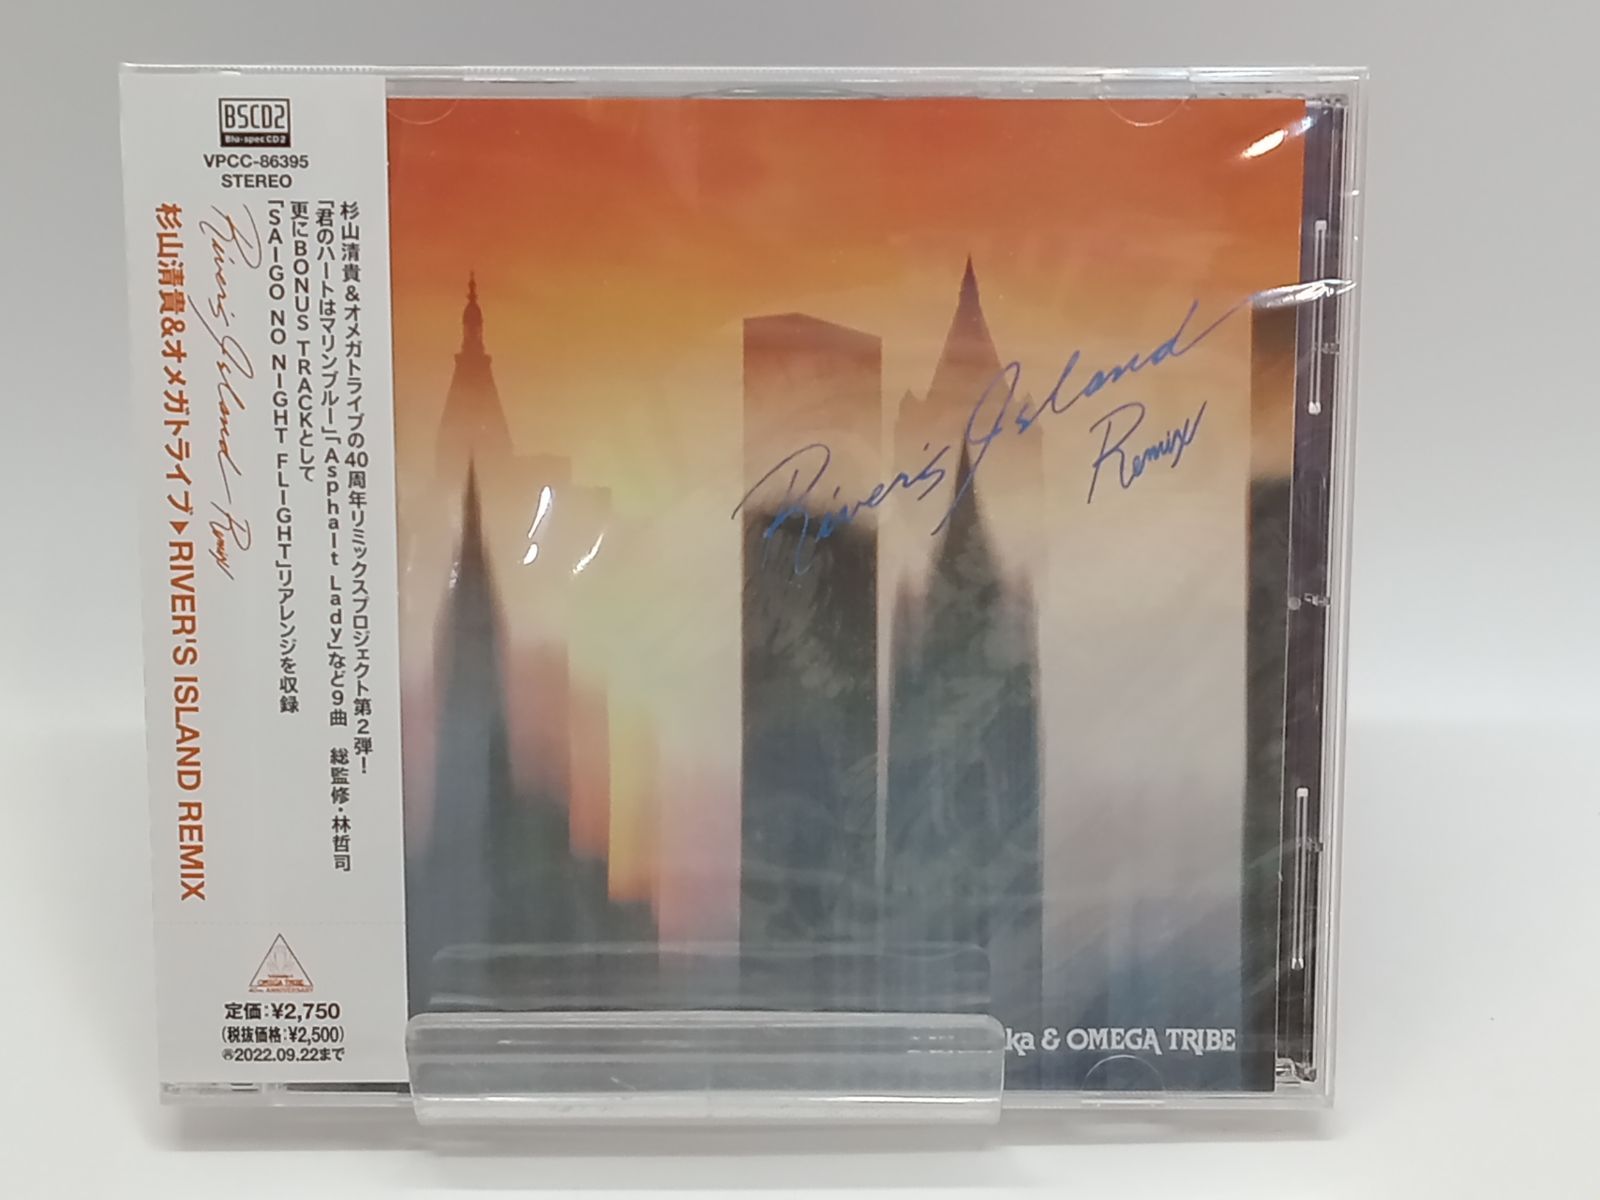 BSCD2
Blu-spec CD2
VPCC-86395
STEREO
杉山清貴&オメガトライブの40周年リミックスプロジェクト第2弾!
「君のハートはマリンブルー」「Asphalt Lady」など9曲 総監修・林哲司
更にBONUS TRACKとして
「SAIGO NO NIGHT FLIGHT」リアレンジを収録
River's Island Remix
杉山清貴&オメガトライブ▶RIVER'S ISLAND REMIX
OMEGA TRIBE
40TH ANNIVERSARY
定価:¥2,750
(税抜価格:¥2,500)
Ⓡ2022.09.22まで
River's Island
Remix
ka & OMEGA TRIBE